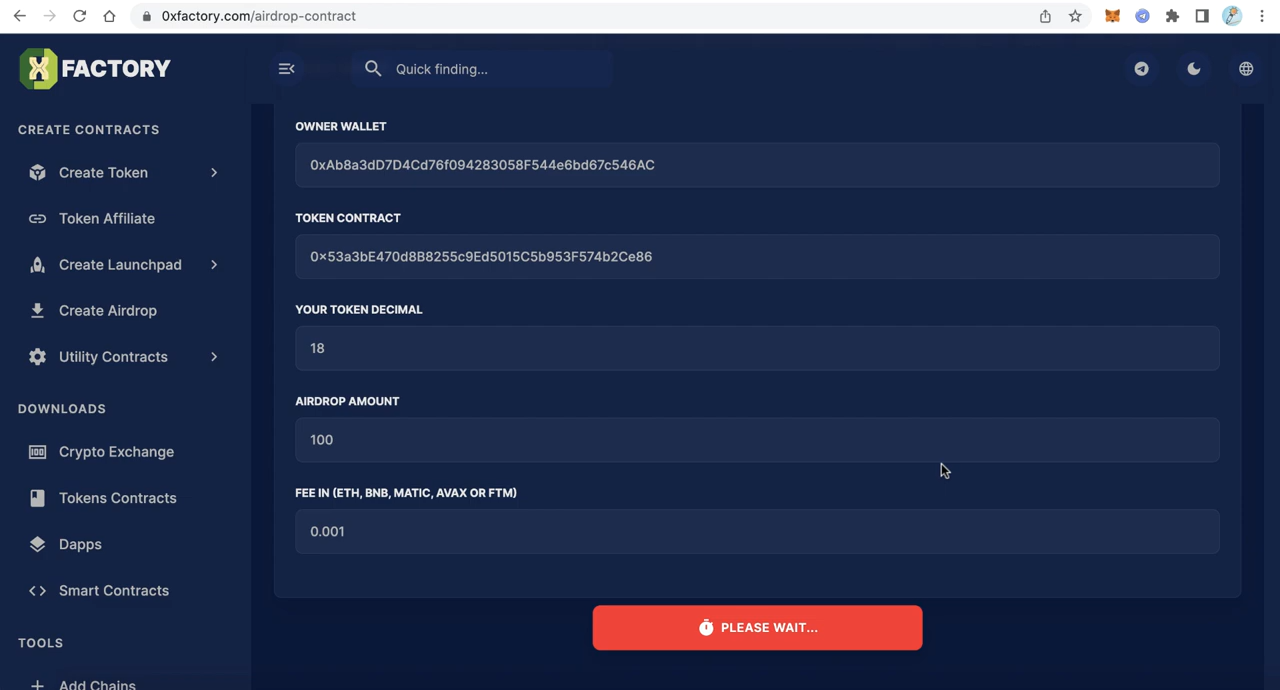 0xfactory.com/airdrop-contract
XFACTORY
Quick finding...
CREATE CONTRACTS
Create Token
Token Affiliate
Create Launchpad
Create Airdrop
Utility Contracts
DOWNLOADS
Crypto Exchange
Tokens Contracts
Dapps
Smart Contracts
TOOLS
Add Chains
OWNER WALLET
0xAb8a3dD7D4Cd76f094283058F544e6bd67c546AC
TOKEN CONTRACT
0x53a3bE470d8B8255c9Ed5015C5b953F574b2Ce86
YOUR TOKEN DECIMAL
18
AIRDROP AMOUNT
100
FEE IN (ETH, BNB, MATIC, AVAX OR FTM)
0.001
PLEASE WAIT...